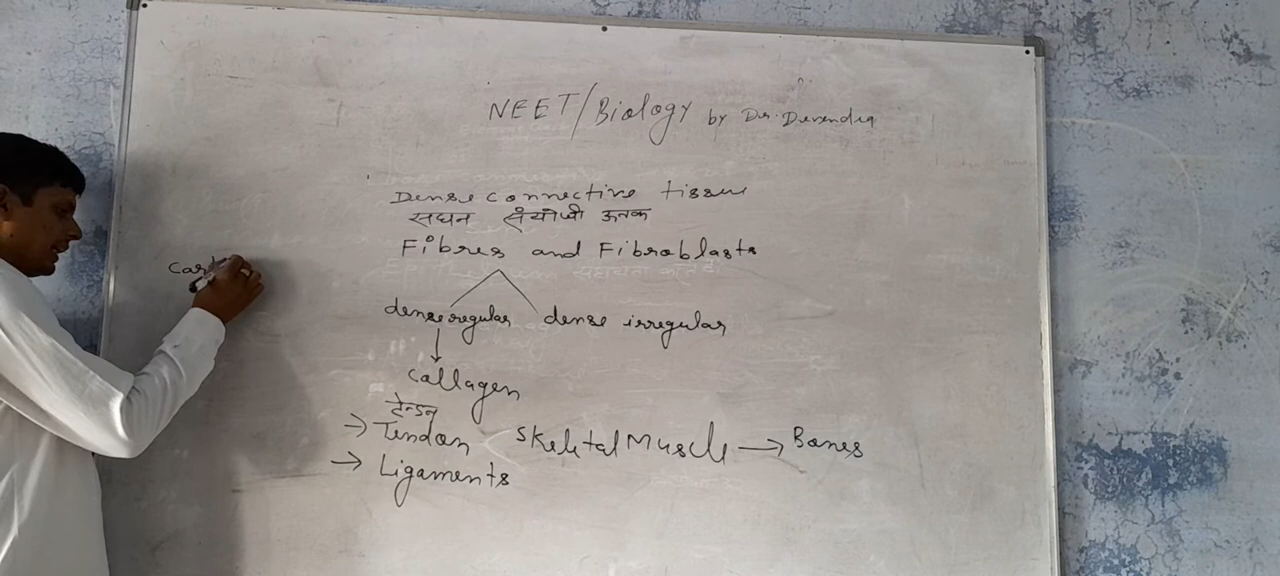 NEET/Biology by Dr. Devendra
Dense connective tissue
सघन संयोजी ऊतक
Fibres and Fibroblasts
dense regular dense irregular
Collagen
टेन्डन
→ Tendon Skeletal Muscle → Bones
→ Ligaments